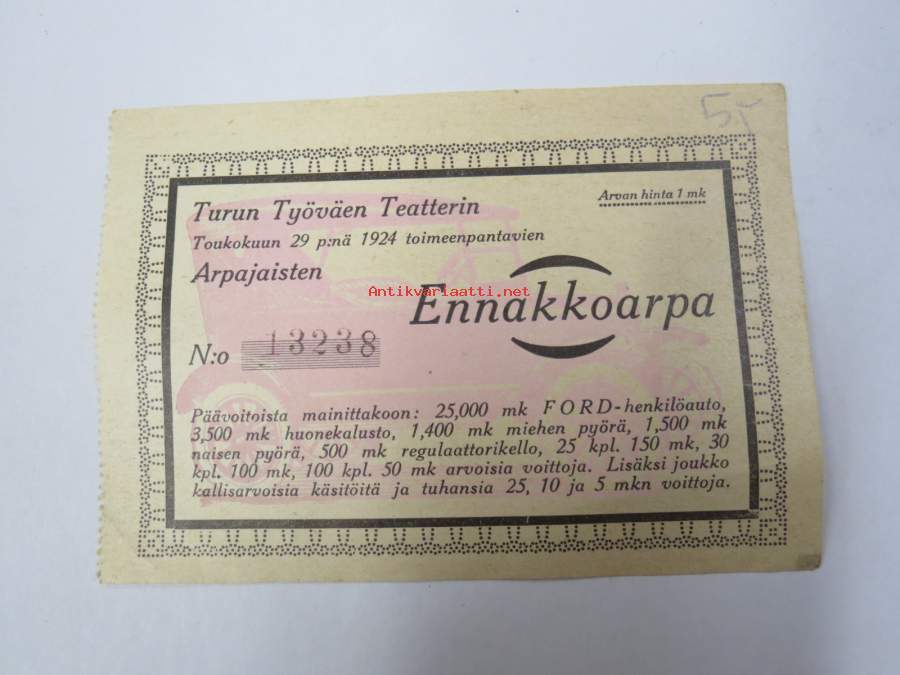 5,-
Turun Työväen Teatterin
Arvan hinta 1 mk
Toukokuun 29 p:nä 1924 toimeenpantavien
Arpajaisten
Antikvariaatti.net
Ennakkoarpa
N:o 13238
Päävoitoista mainittakoon: 25,000 mk FORD-henkilöauto,
3,500 mk huonekalusto, 1,400 mk miehen pyörä, 1,500 mk
naisen pyörä, 500 mk regulaattorikello, 25 kpl. 150 mk, 30
kpl. 100 mk, 100 kpl. 50 mk arvoisia voittoja. Lisäksi joukko
kallisarvoisia käsitöitä ja tuhansia 25, 10 ja 5 mkn voittoja.